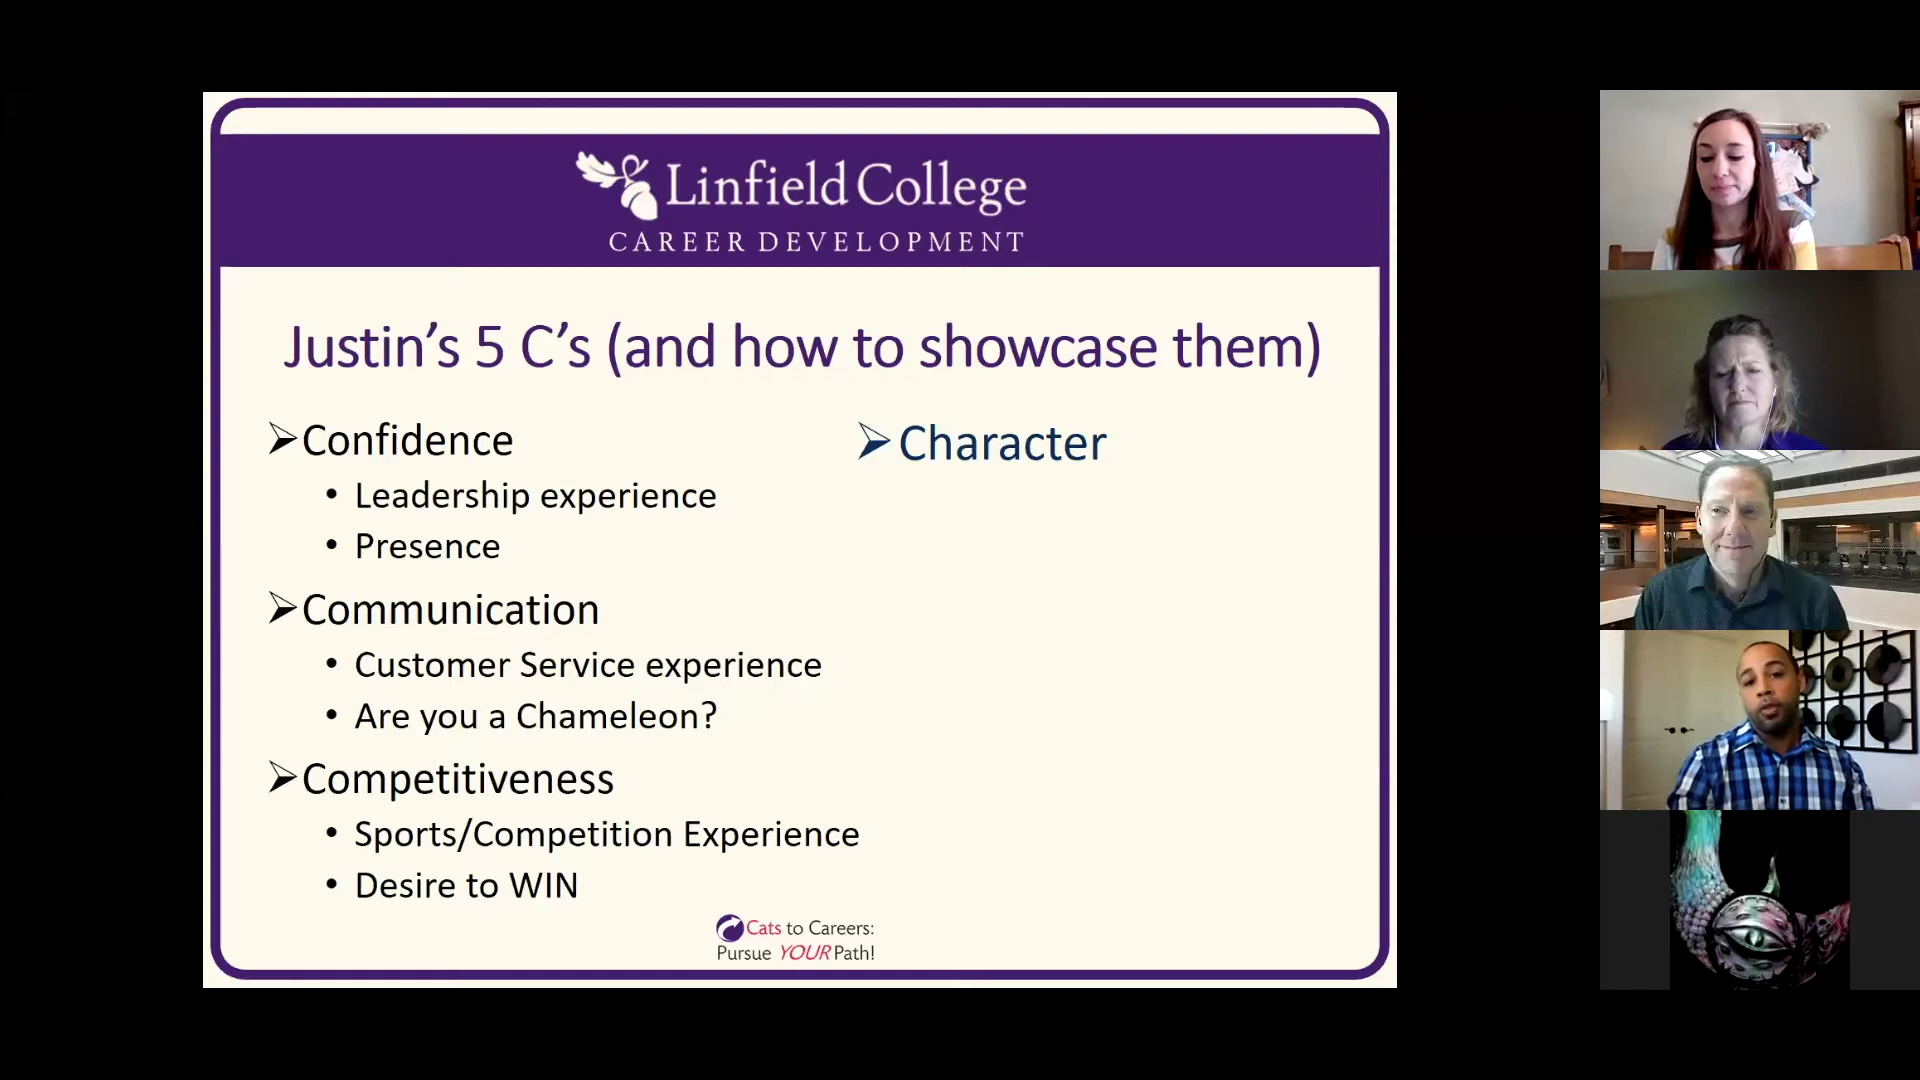 Linfield College
CAREER DEVELOPMENT
Justin’s 5 C’s (and how to showcase them)
Confidence
• Leadership experience
• Presence
Communication
• Customer Service experience
• Are you a Chameleon?
Competitiveness
• Sports/Competition Experience
• Desire to WIN
Character
Cats to Careers:
Pursue YOUR Path!